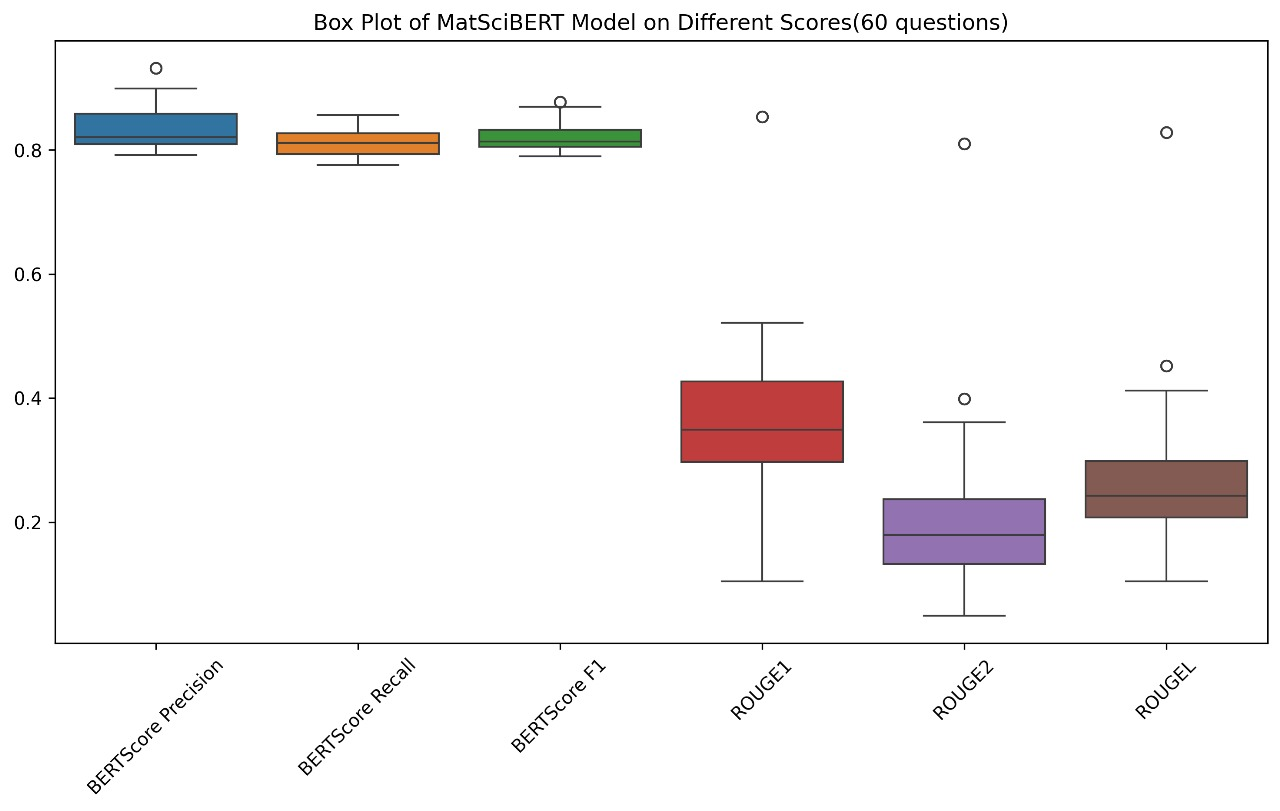 Box Plot of MatSciBERT Model on Different Scores(60 questions)
0.8
0.6
0.4
0.2
BERTScore Precision
BERTScore Recall
BERTScore F1
ROUGE1
ROUGE2
ROUGEL